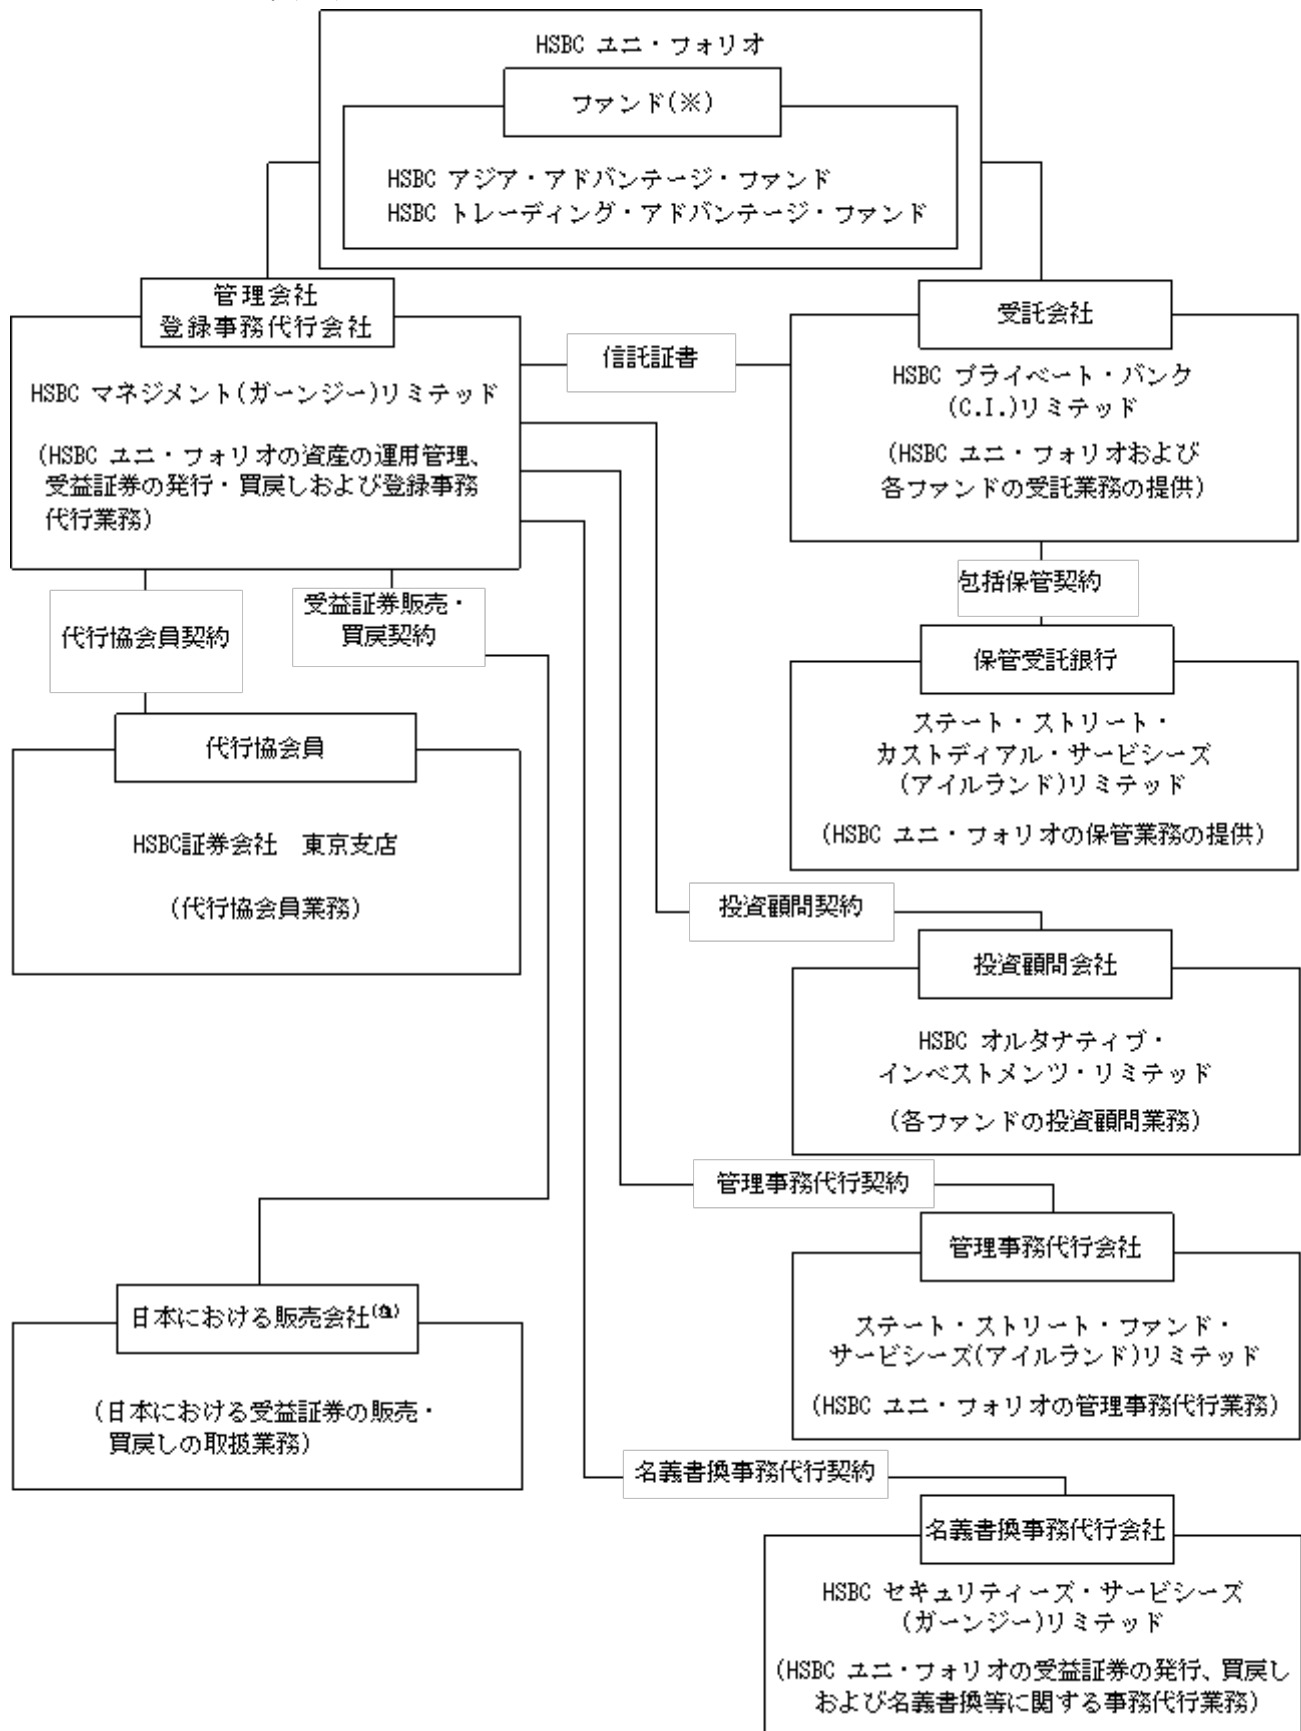 HSBC ユニ・フォリオ
ファンド(※)
HSBC アジア・アドバンテージ・ファンド
HSBC トレーディング・アドバンテージ・ファンド
管理会社
登録事務代行会社
HSBC マネジメント(ガーンジー)リミテッド
(HSBC ユニ・フォリオの資産の運用管理、
受益証券の発行・買戻しおよび登録事務
代行業務)
信託証書
受託会社
HSBC プライベート・バンク
(C.I.)リミテッド
(HSBC ユニ・フォリオおよび
各ファンドの受託業務の提供)
包括保管契約
保管受託銀行
ステート・ストリート・
カストディアル・サービシーズ
(アイルランド)リミテッド
(HSBC ユニ・フォリオの保管業務の提供)
代行協会員契約
受益証券販売・
買戻契約
代行協会員
HSBC証券会社 東京支店
(代行協会員業務)
投資顧問契約
投資顧問会社
HSBC オルタナティブ・
インベストメンツ・リミテッド
(各ファンドの投資顧問業務)
管理事務代行契約
管理事務代行会社
ステート・ストリート・ファンド・
サービシーズ(アイルランド)リミテッド
(HSBC ユニ・フォリオの管理事務代行業務)
日本における販売会社
(日本における受益証券の販売・
買戻しの取扱業務)
名義書換事務代行契約
名義書換事務代行会社
HSBC セキュリティーズ・サービシーズ
(ガーンジー)リミテッド
(HSBC ユニ・フォリオの受益証券の発行、買戻し
および名義書換等に関する事務代行業務)